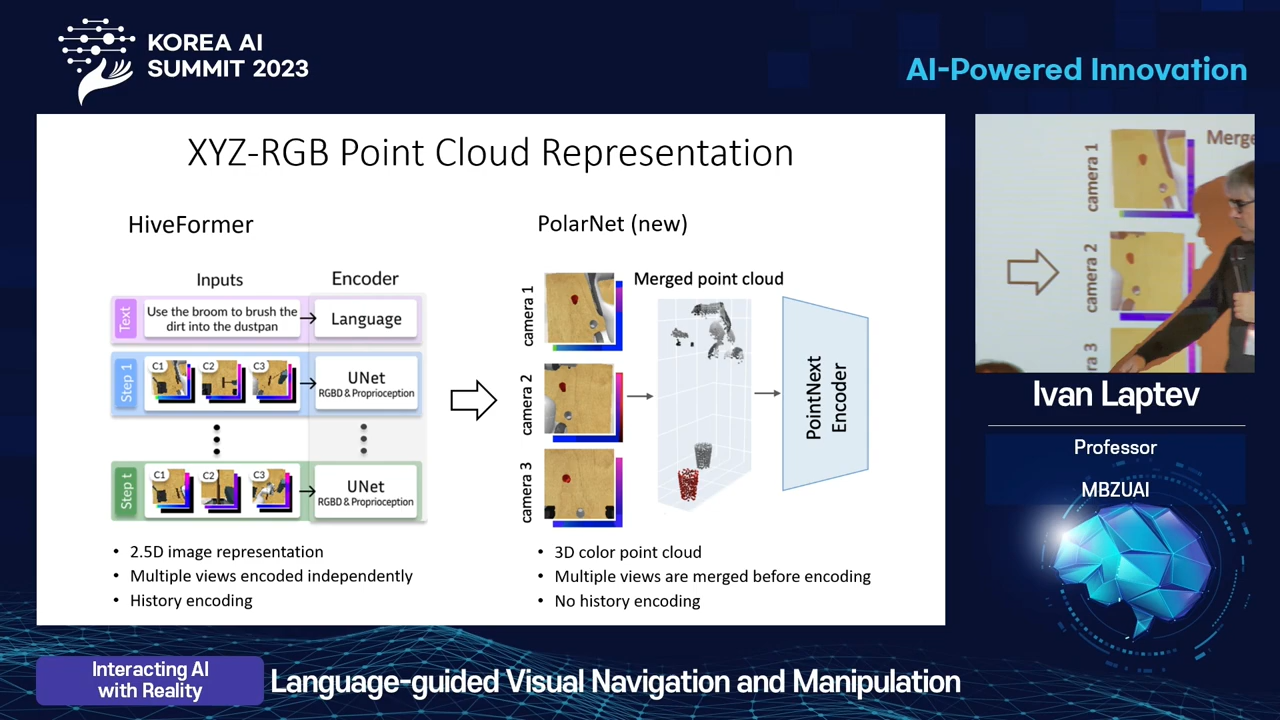 KOREA AI
SUMMIT 2023
AI-Powered Innovation
XYZ-RGB Point Cloud Representation
HiveFormer
PolarNet (new)
Inputs
Encoder
Text
Use the broom to brush the
dirt into the dustpan
Language
Step 1
C1
C2
C3
UNet
RGBD & Proprioception
Step t
C1
C2
C3
UNet
RGBD & Proprioception
• 2.5D image representation
• Multiple views encoded independently
• History encoding
camera 1
camera 2
camera 3
Merged point cloud
PointNext
Encoder
• 3D color point cloud
• Multiple views are merged before encoding
• No history encoding
camera 1
camera 2
ra 3
Merge
Ivan Laptev
Professor
MBZUAI
Interacting AI
with Reality
Language-guided Visual Navigation and Manipulation